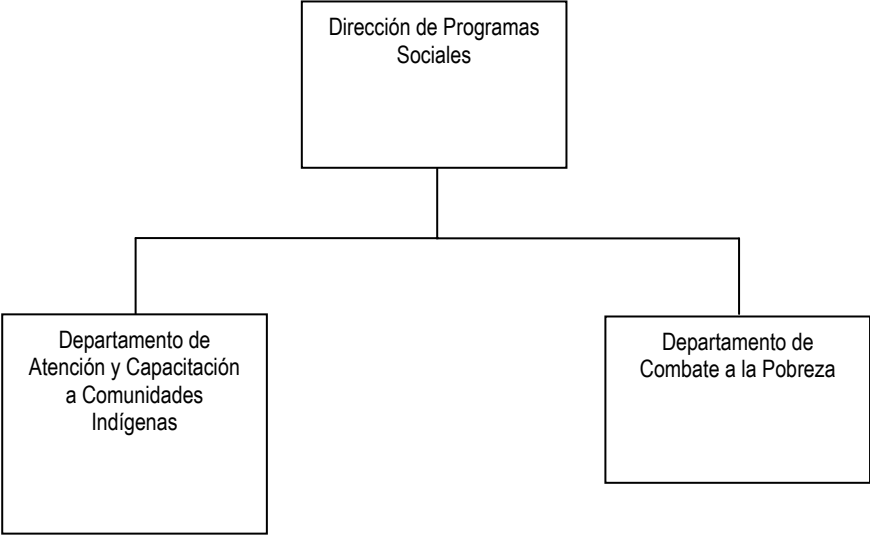 Dirección de Programas
Sociales
Departamento de
Atención y Capacitación
a Comunidades
Indígenas
Departamento de
Combate a la Pobreza